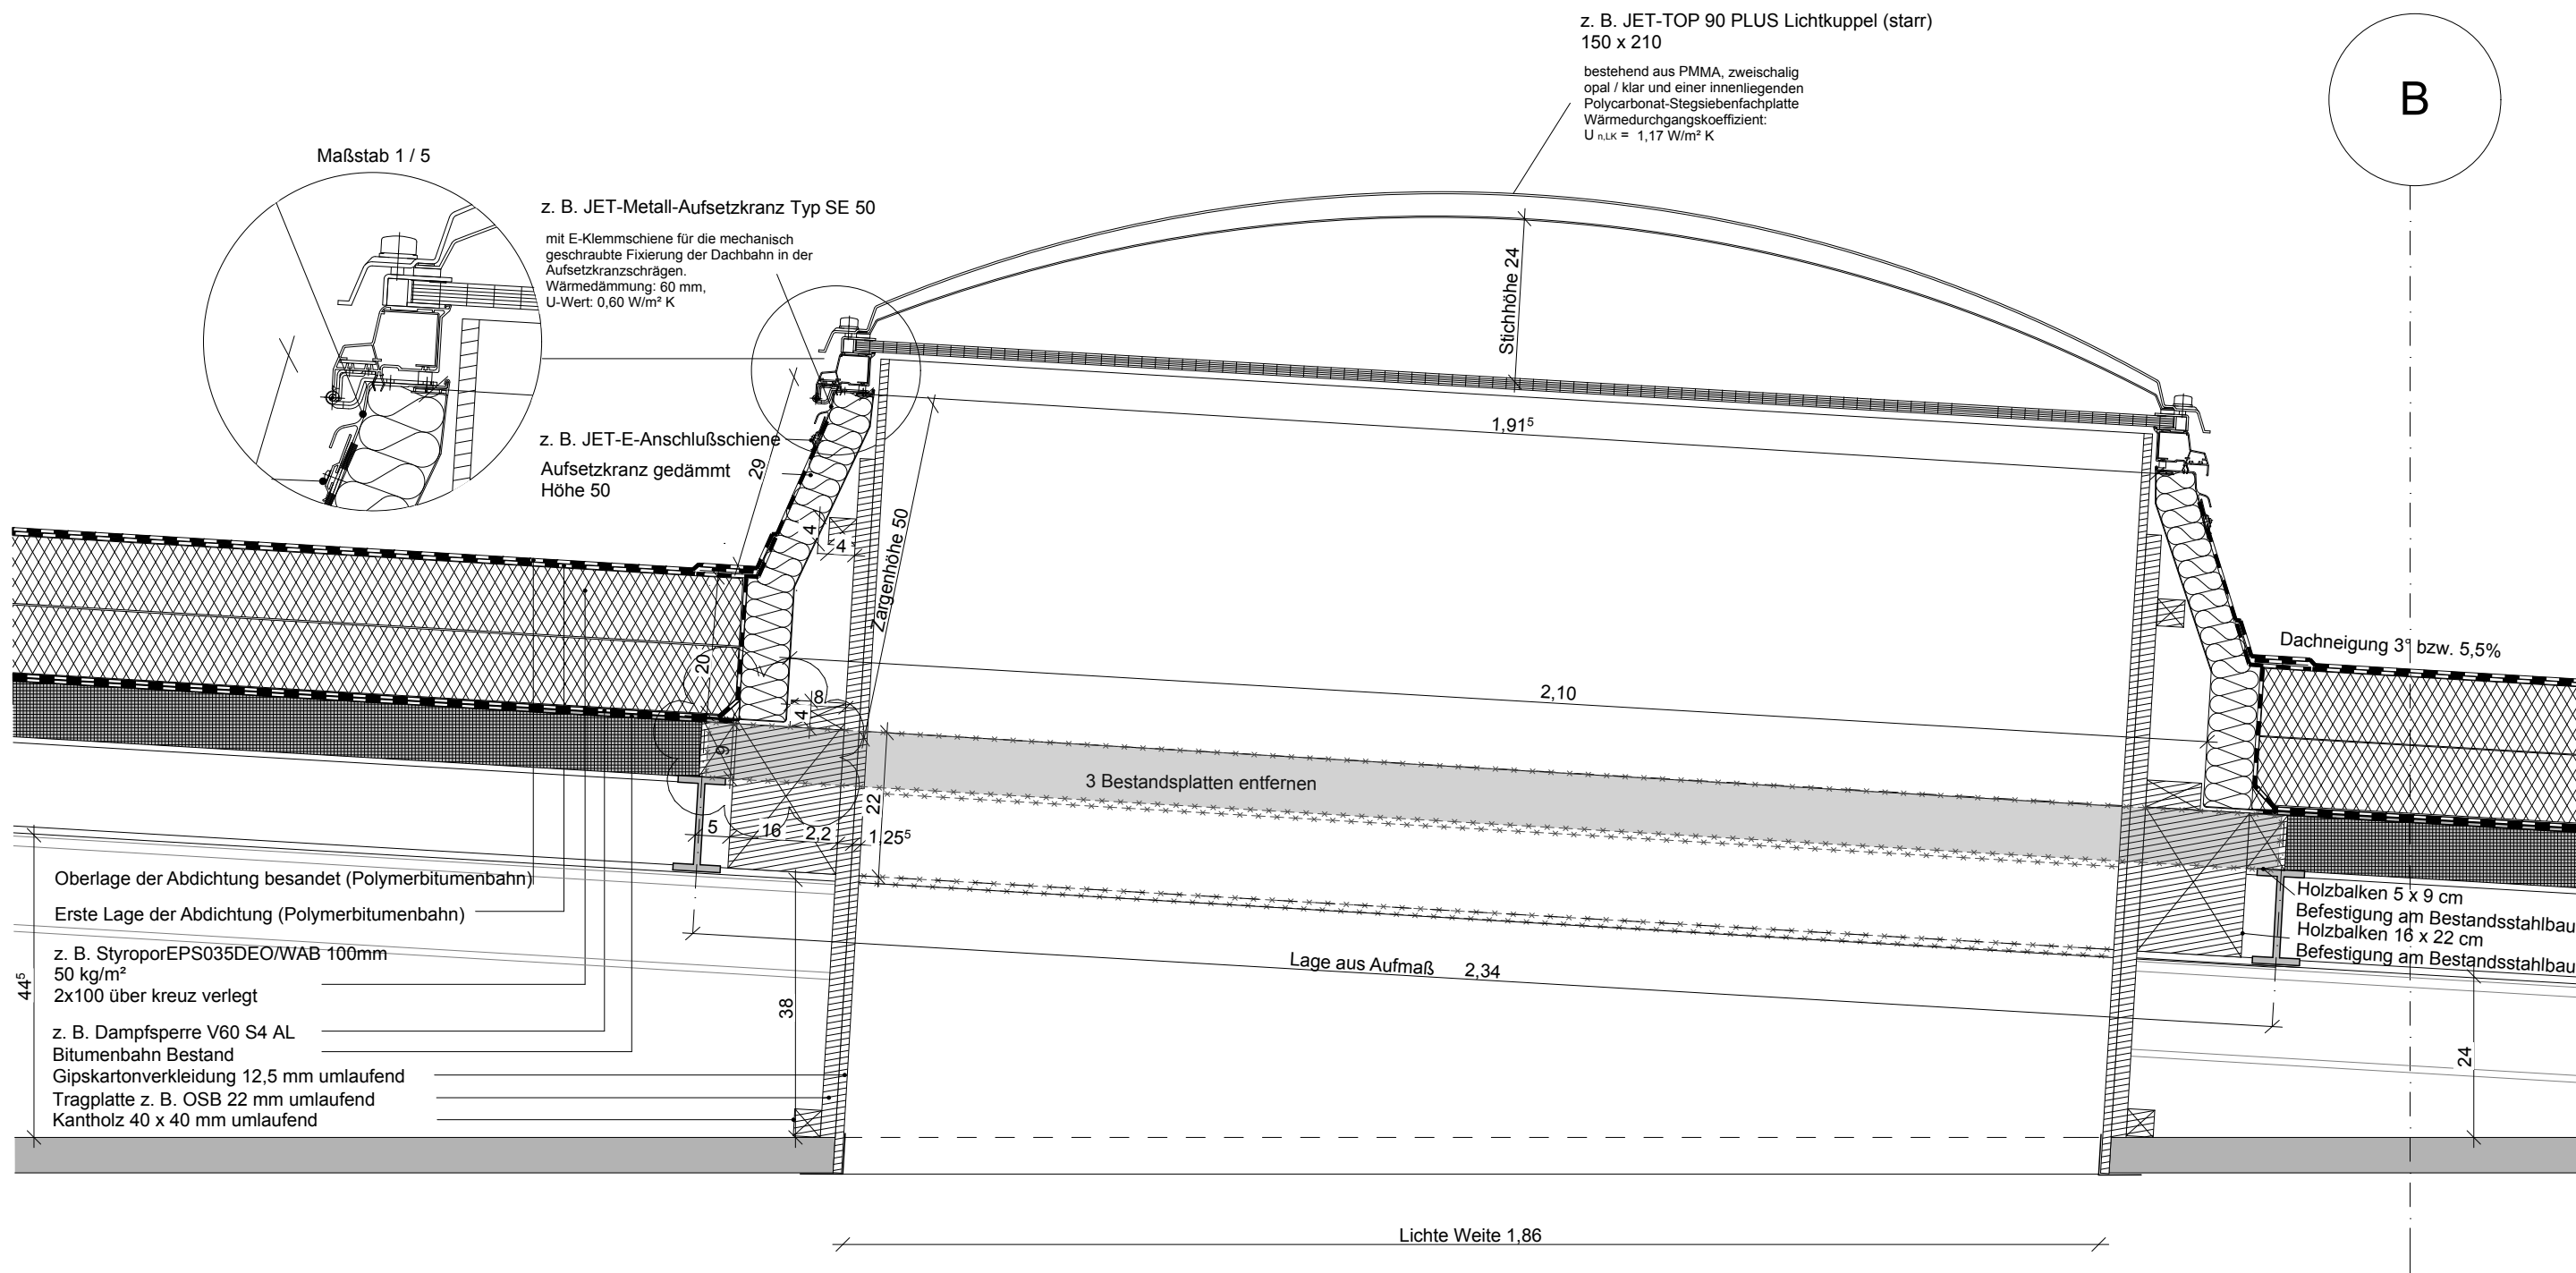 z. B. JET-TOP 90 PLUS Lichtkuppel (starr)
150 x 210
bestehend aus PMMA, zweischalig
opal / klar und einer innenliegenden
Polycarbonat-Stegsiebenfachplatte
Wärmedurchgangskoeffizient:
U n,LK = 1,17 W/m² K
B
Maßstab 1 / 5
z. B. JET-Metall-Aufsetzkranz Typ SE 50
mit E-Klemmschiene für die mechanisch
geschraubte Fixierung der Dachbahn in der
Aufsetzkranzschrägen.
Wärmedämmung: 60 mm,
U-Wert: 0,60 W/m² K
Stichhöhe 24
1,91⁵
z. B. JET-E-Anschlußschiene
Aufsetzkranz gedämmt
Höhe 50
29
4
4
Zargenhöhe 50
Dachneigung 3° bzw. 5,5%
20
8
4
2,10
9
3 Bestandsplatten entfernen
22
5
16
2,2
1,25⁵
Oberlage der Abdichtung besandet (Polymerbitumenbahn)
Erste Lage der Abdichtung (Polymerbitumenbahn)
z. B. StyroporEPS035DEO/WAB 100mm
50 kg/m²
2x100 über kreuz verlegt
z. B. Dampfsperre V60 S4 AL
Bitumenbahn Bestand
Gipskartonverkleidung 12,5 mm umlaufend
Tragplatte z. B. OSB 22 mm umlaufend
Kantholz 40 x 40 mm umlaufend
44⁵
38
Lage aus Aufmaß 2,34
Holzbalken 5 x 9 cm
Befestigung am Bestandsstahlbau
Holzbalken 16 x 22 cm
Befestigung am Bestandsstahlbau
24
Lichte Weite 1,86